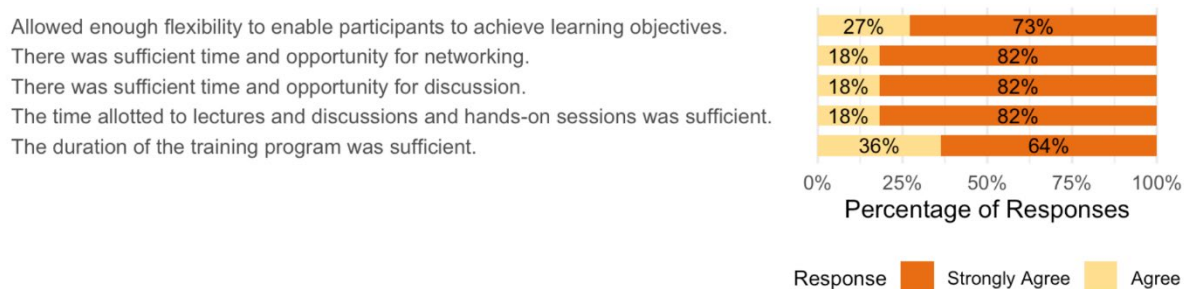 Allowed enough flexibility to enable participants to achieve learning objectives. 27% 73%
There was sufficient time and opportunity for networking. 18% 82%
There was sufficient time and opportunity for discussion. 18% 82%
The time allotted to lectures and discussions and hands-on sessions was sufficient. 18% 82%
The duration of the training program was sufficient. 36% 64%
0% 25% 50% 75% 100%
Percentage of Responses
Response Strongly Agree Agree